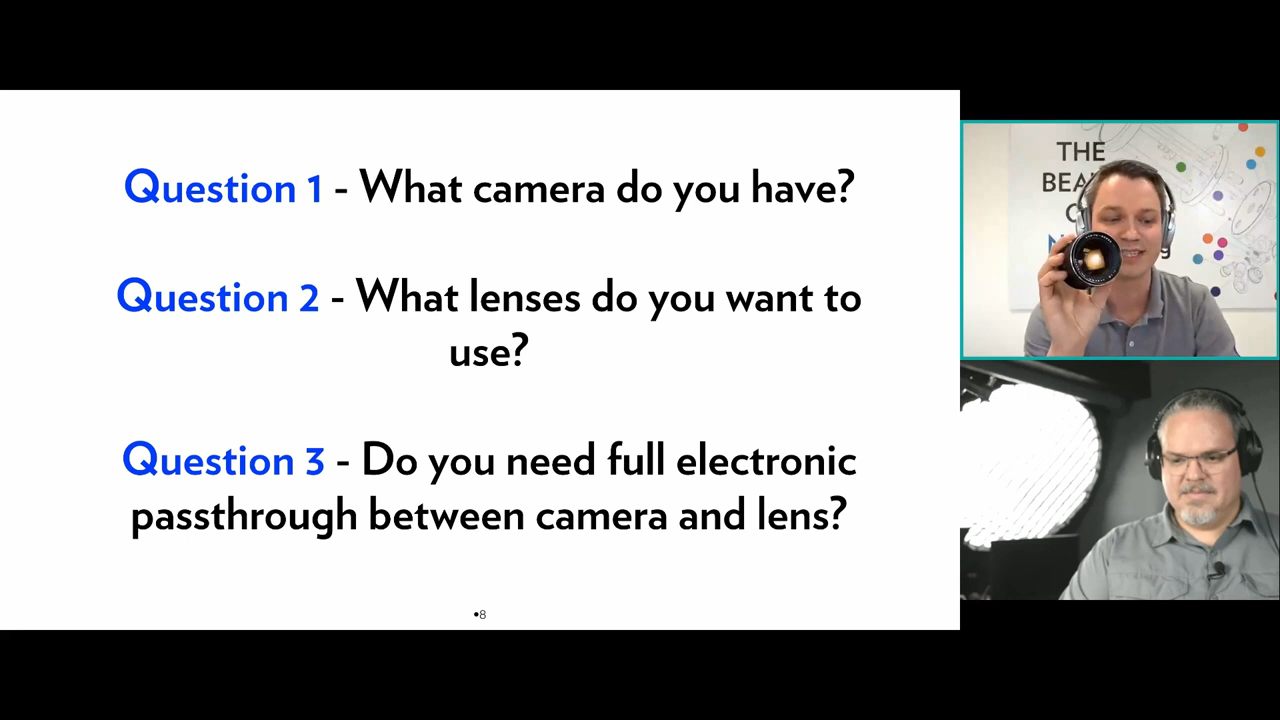 Question 1 - What camera do you have?
Question 2 - What lenses do you want to
use?
Question 3 - Do you need full electronic
passthrough between camera and lens?
•8
THE